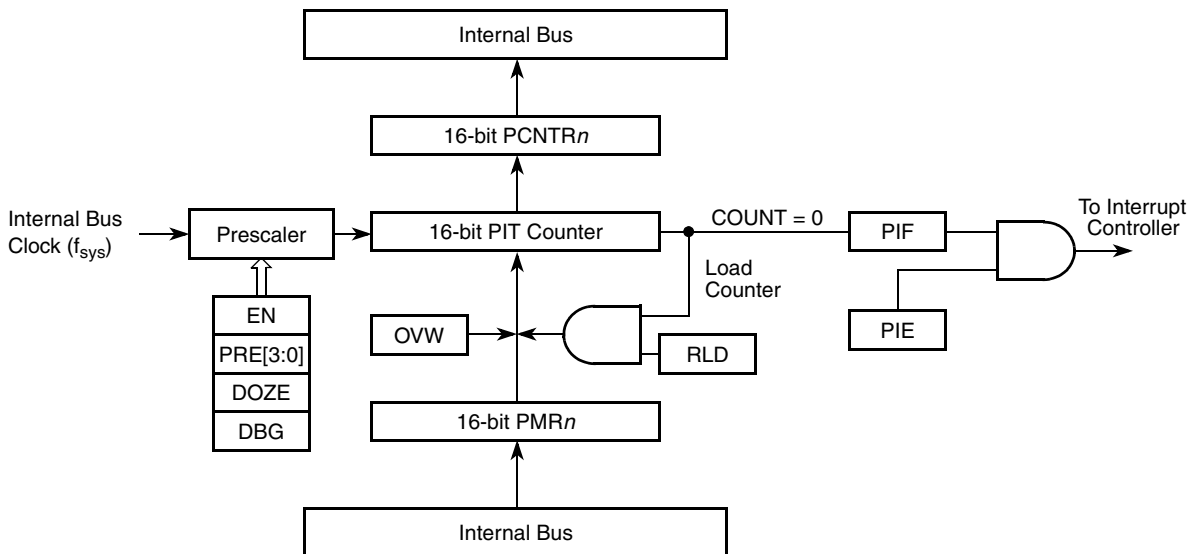 Internal Bus
16-bit PCNTRn
Internal Bus
Clock (fsys)
Prescaler
16-bit PIT Counter
COUNT = 0
PIF
To Interrupt
Controller
Load
Counter
EN
PRE[3:0]
DOZE
DBG
OVW
RLD
PIE
16-bit PMRn
Internal Bus